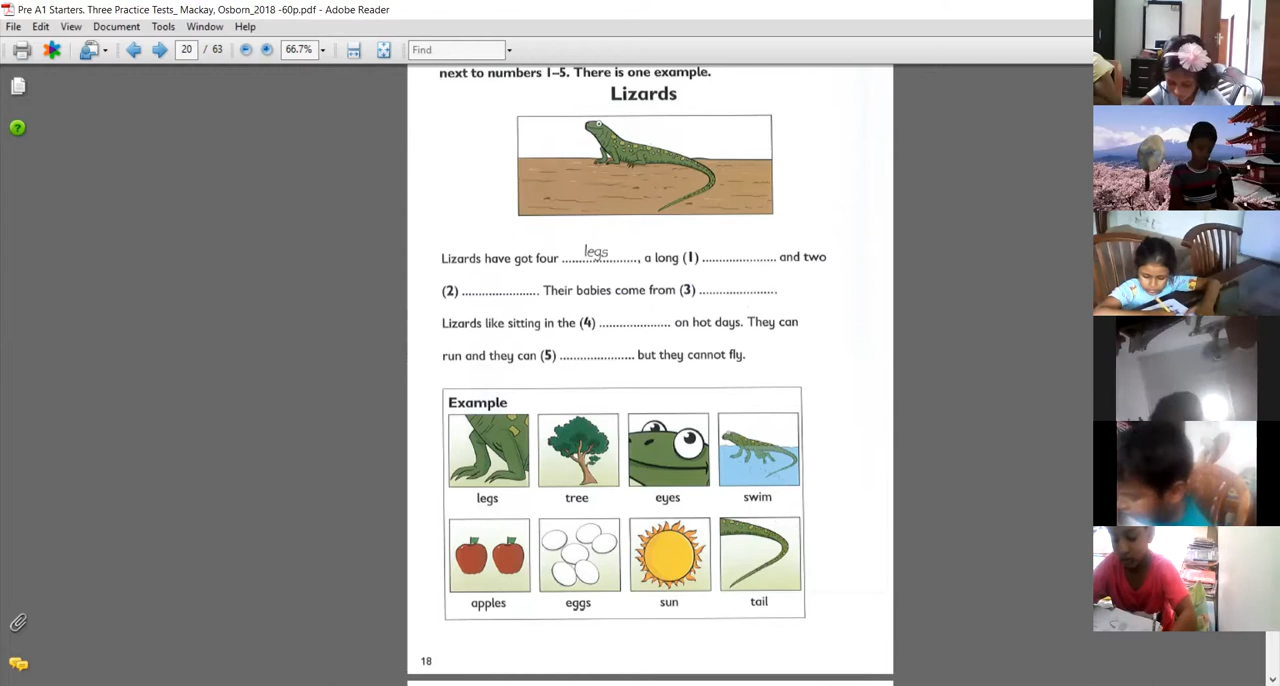 Pre A1 Starters. Three Practice Tests_ Mackay, Osborn_2018 -60p.pdf - Adobe Reader
File Edit View Document Tools Window Help
20 / 63 66.7% Find
next to numbers 1–5. There is one example.
Lizards
Lizards have got four legs, a long (1) ...................... and two
(2) ....................... Their babies come from (3) .......................
Lizards like sitting in the (4) ..................... on hot days. They can
run and they can (5) ...................... but they cannot fly.
Example
legs tree eyes swim
apples eggs sun tail
18